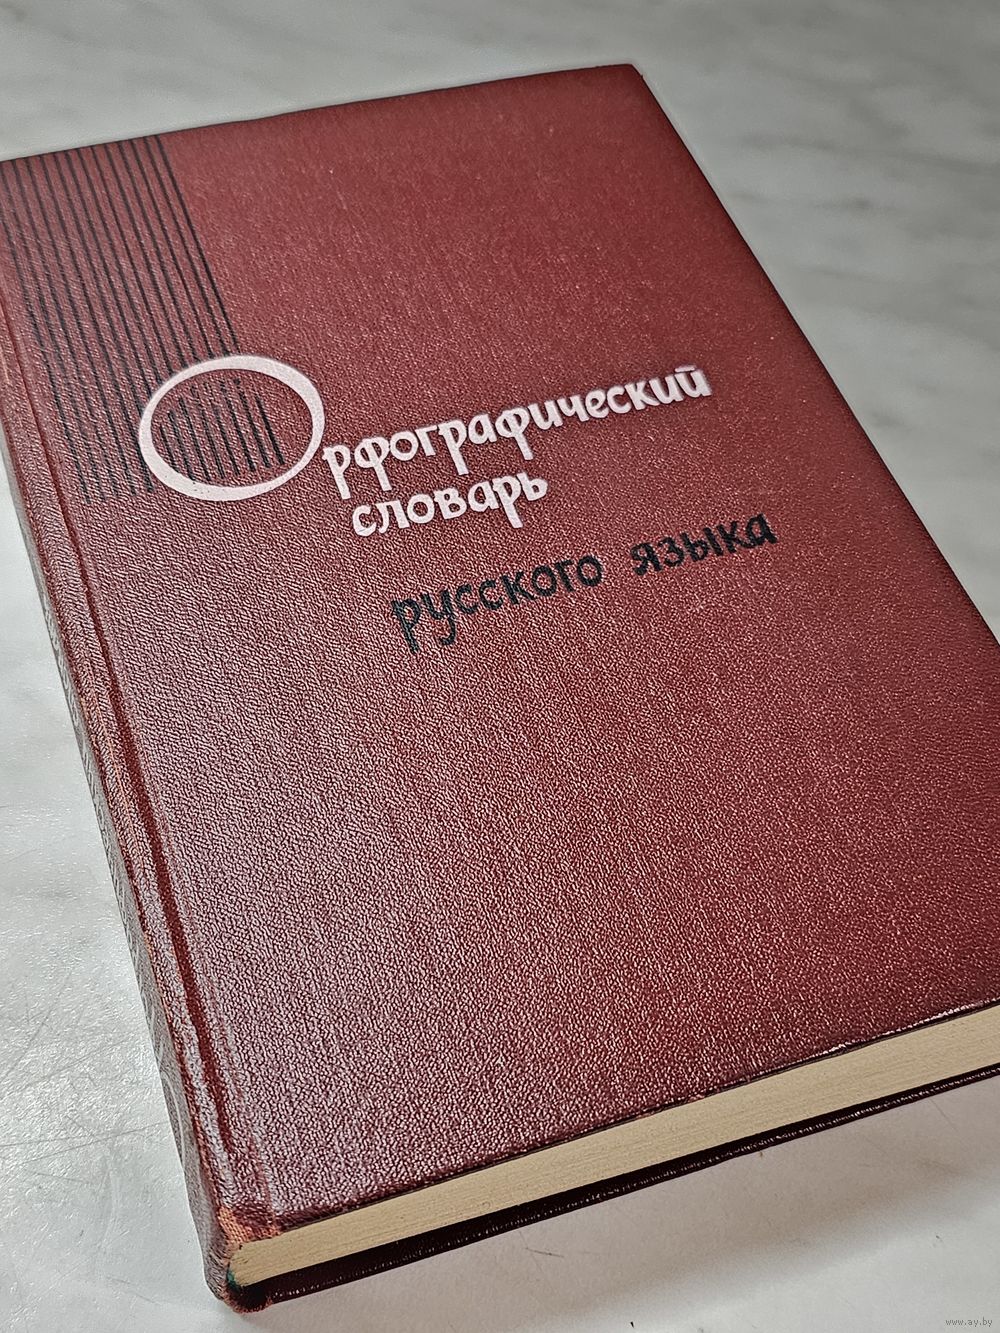 Орфографический
словарь
русского языка
www.ay.by